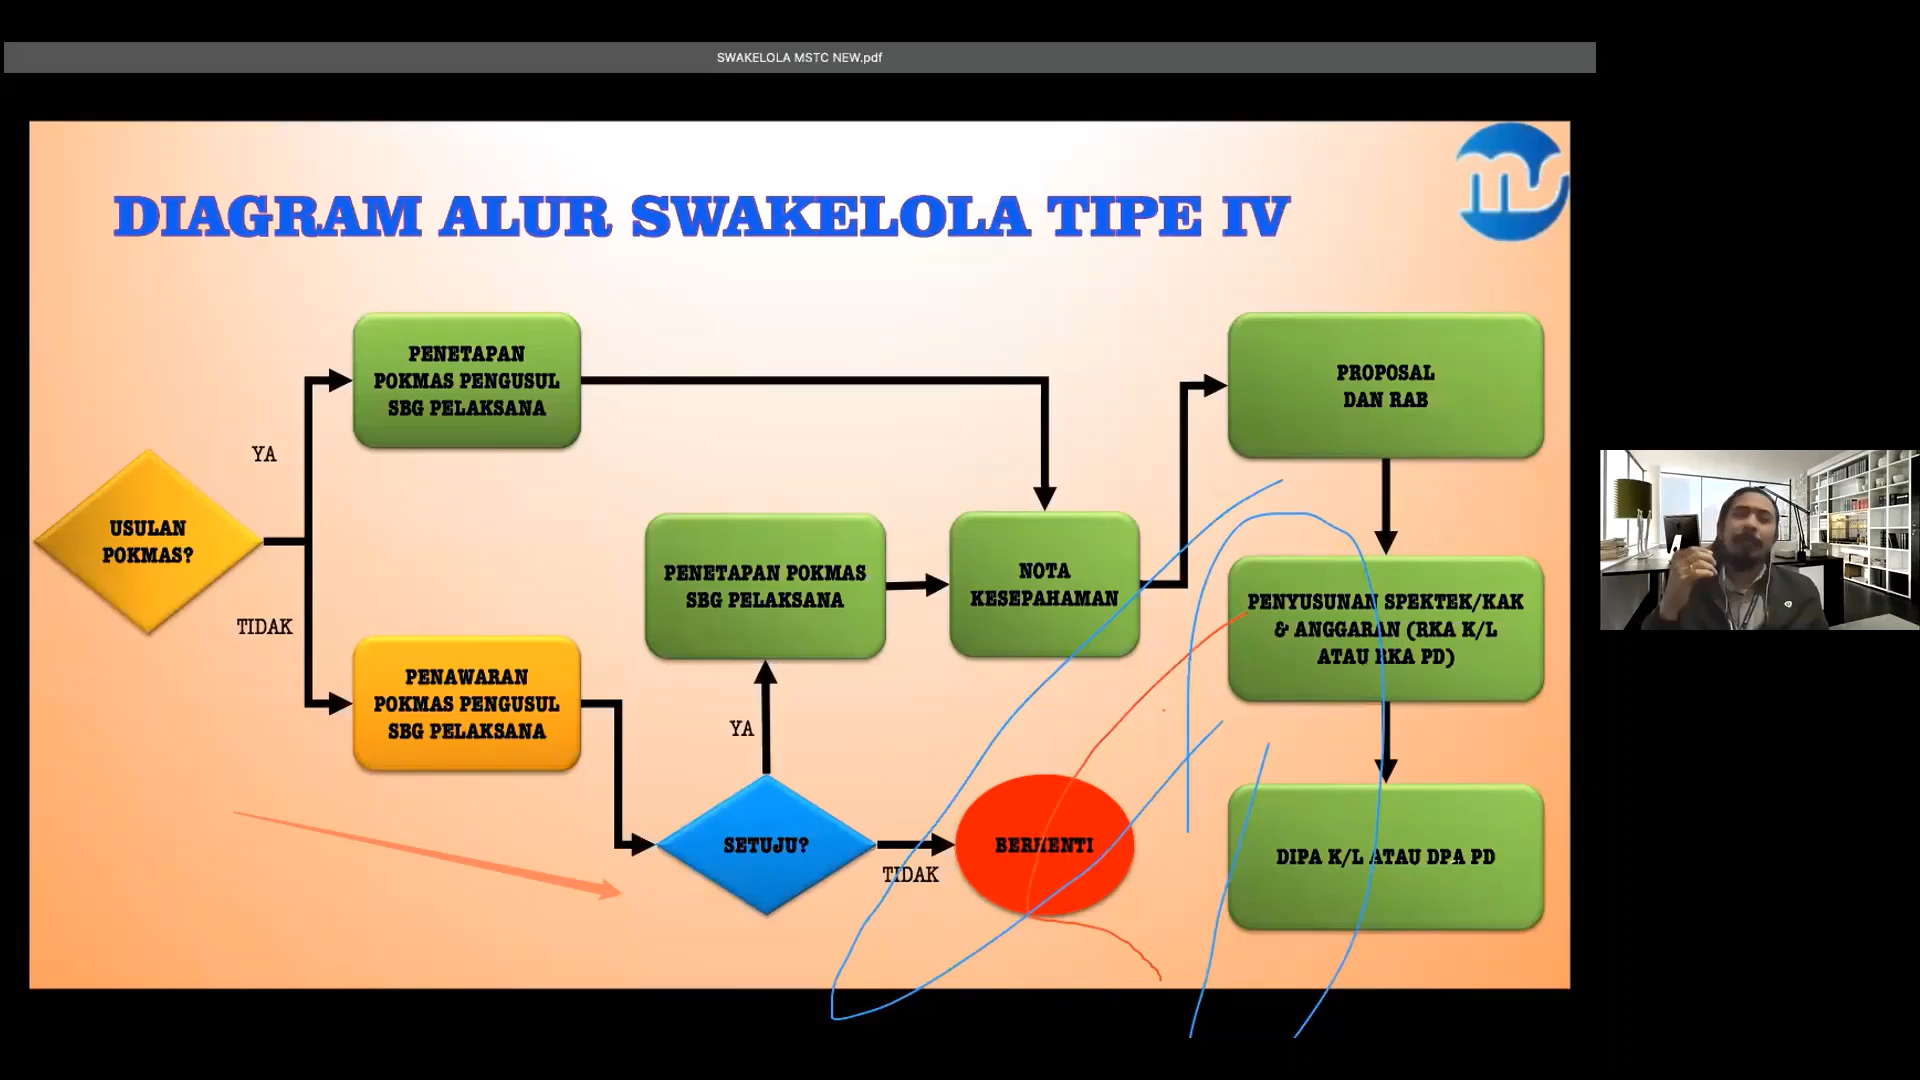 SWAKELOLA MSTC NEW.pdf
DIAGRAM ALUR SWAKELOLA TIPE IV
ms
USULAN
POKMAS?
YA
TIDAK
PENETAPAN
POKMAS PENGUSUL
SBG PELAKSANA
PENAWARAN
POKMAS PENGUSUL
SBG PELAKSANA
SETUJU?
YA
TIDAK
PENETAPAN POKMAS
SBG PELAKSANA
BERHENTI
NOTA
KESEPAHAMAN
PROPOSAL
DAN RAB
PENYUSUNAN SPEKTEK/KAK
& ANGGARAN (RKA K/L
ATAU RKA PD)
DIPA K/L ATAU DPA PD